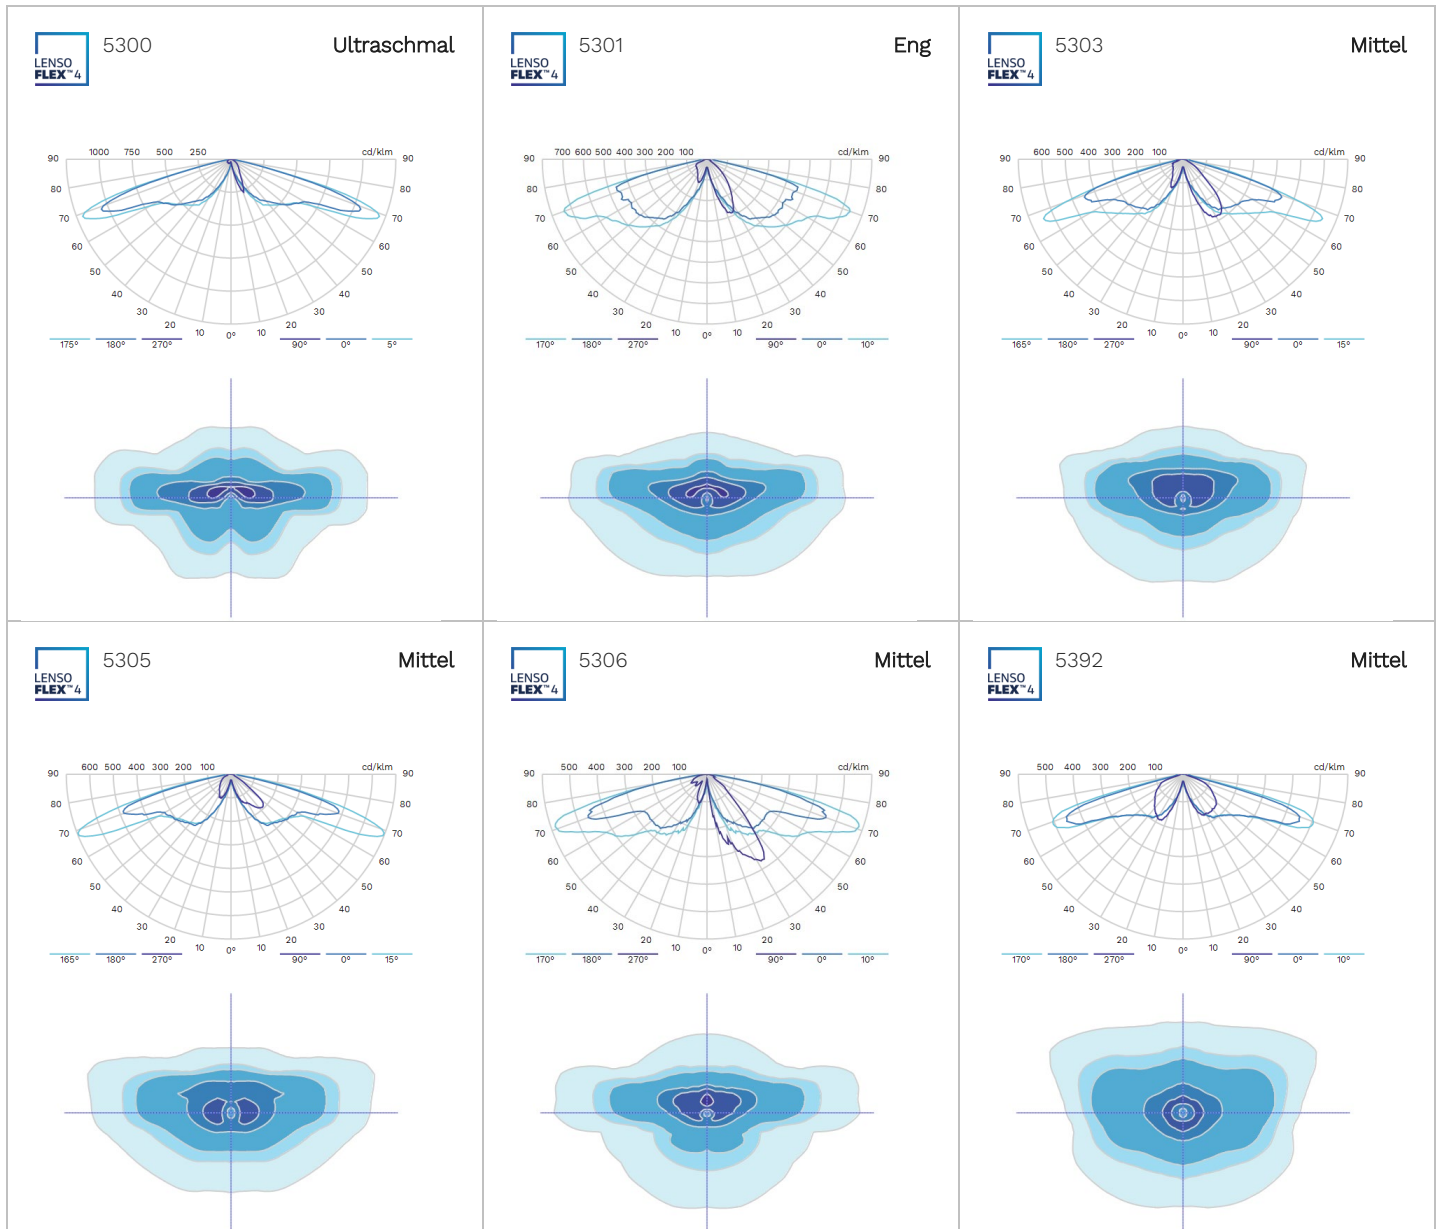 5300 Ultraschmal
LENSO
FLEX™4
90 1000 750 500 250 cd/klm 90
80 80
70 70
60 60
50 50
40 40
30 30
20 10 0° 10 20
175° 180° 270° 90° 0° 5°
5301 Eng
LENSO
FLEX™4
90 700 600 500 400 300 200 100 cd/klm 90
80 80
70 70
60 60
50 50
40 40
30 30
20 10 0° 10 20
170° 180° 270° 90° 0° 10°
5303 Mittel
LENSO
FLEX™4
90 600 500 400 300 200 100 cd/klm 90
80 80
70 70
60 60
50 50
40 40
30 30
20 10 0° 10 20
165° 180° 270° 90° 0° 15°
5305 Mittel
LENSO
FLEX™4
90 600 500 400 300 200 100 cd/klm 90
80 80
70 70
60 60
50 50
40 40
30 30
20 10 0° 10 20
165° 180° 270° 90° 0° 15°
5306 Mittel
LENSO
FLEX™4
90 500 400 300 200 100 cd/klm 90
80 80
70 70
60 60
50 50
40 40
30 30
20 10 0° 10 20
170° 180° 270° 90° 0° 10°
5392 Mittel
LENSO
FLEX™4
90 500 400 300 200 100 cd/klm 90
80 80
70 70
60 60
50 50
40 40
30 30
20 10 0° 10 20
170° 180° 270° 90° 0° 10°